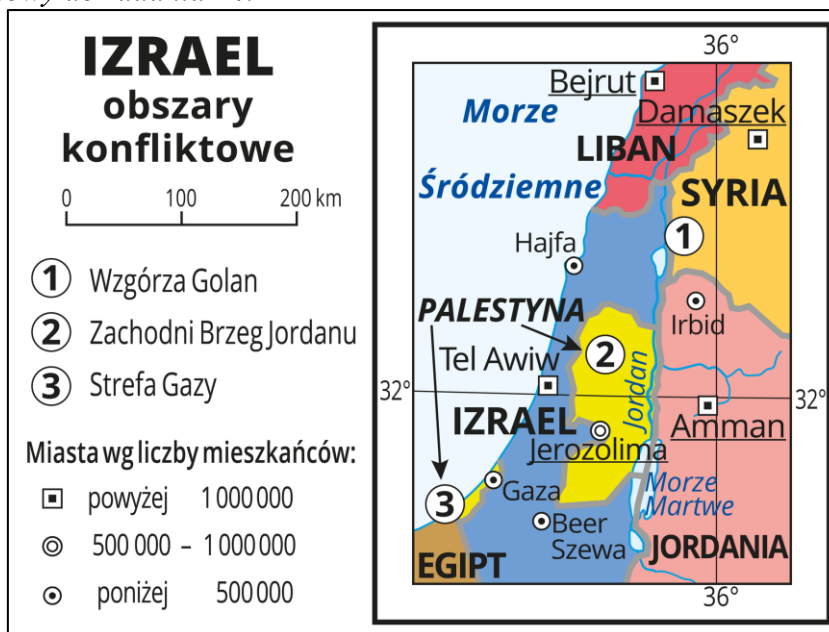 IZRAEL
obszary
konfliktowe
0 100 200 km
1 Wzgórza Golan
2 Zachodni Brzeg Jordanu
3 Strefa Gazy
Miasta wg liczby mieszkańców:
powyżej 1 000 000
500 000 – 1 000 000
poniżej 500 000
36°
Bejrut
Morze
Damaszek
LIBAN
Śródziemne
SYRIA
1
Hajfa
PALESTYNA
Irbid
2
Tel Awiw
Jordan
32°
32°
IZRAEL
Amman
Jerozolima
Gaza
Morze
Martwe
3
Beer
Szewa
EGIPT
JORDANIA
36°